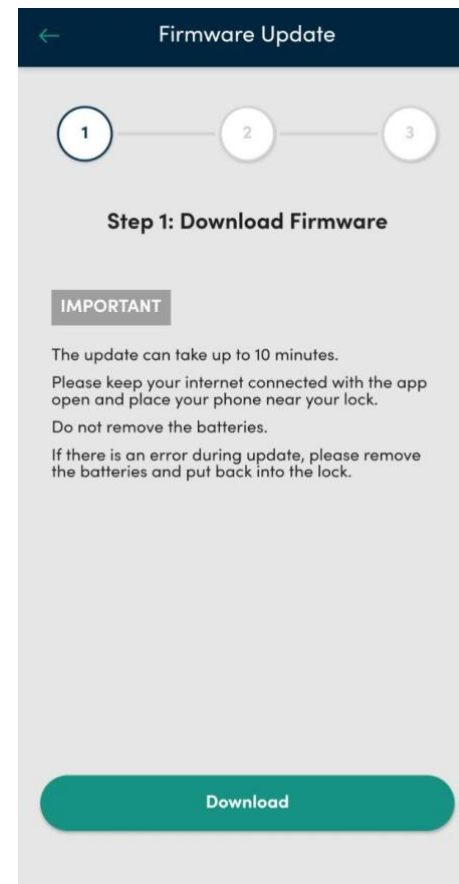 Firmware Update
1 2 3
Step 1: Download Firmware
IMPORTANT
The update can take up to 10 minutes.
Please keep your internet connected with the app
open and place your phone near your lock.
Do not remove the batteries.
If there is an error during update, please remove
the batteries and put back into the lock.
Download